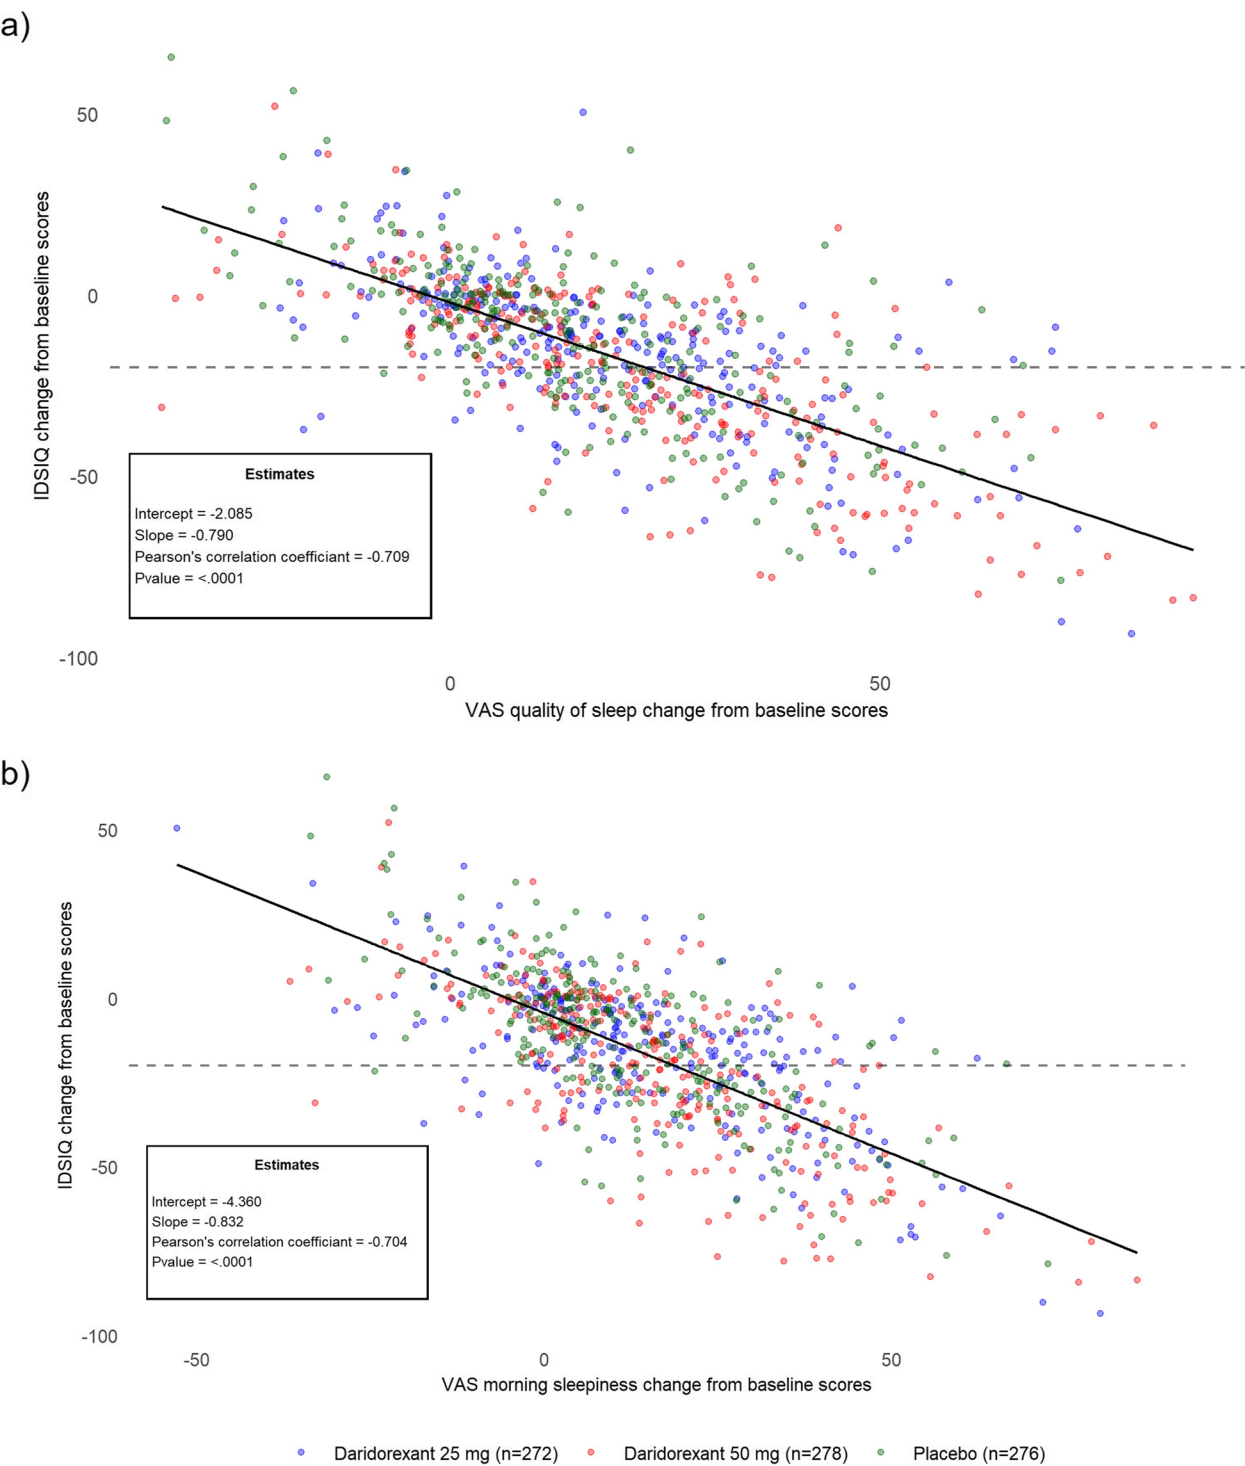 a)
50
0
-50
-100
IDSIQ change from baseline scores
Estimates
Intercept = -2.085
Slope = -0.790
Pearson's correlation coefficiant = -0.709
Pvalue = <.0001
0 50
VAS quality of sleep change from baseline scores
b)
50
0
-50
-100
IDSIQ change from baseline scores
Estimates
Intercept = -4.360
Slope = -0.832
Pearson's correlation coefficiant = -0.704
Pvalue = <.0001
-50 0 50
VAS morning sleepiness change from baseline scores
Daridorexant 25 mg (n=272) Daridorexant 50 mg (n=278) Placebo (n=276)